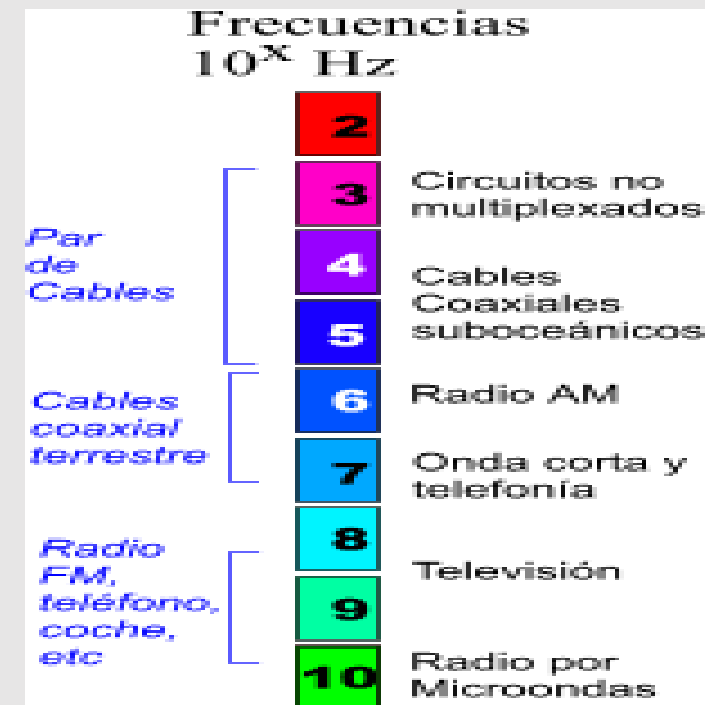 Frecuencias
10^x Hz
2
3
Circuitos no
multiplexados
Par
de
Cables
4
Cables
Coaxiales
suboceánicos
5
6
Radio AM
Cables
coaxial
terrestre
7
Onda corta y
telefonía
8
Radio
FM,
teléfono,
coche,
etc
Televisión
9
10
Radio por
Microondas